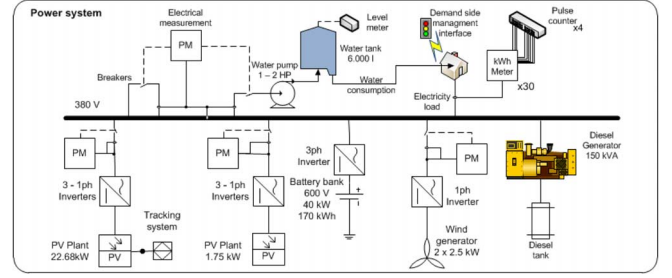 Power system
Electrical
measurement
PM
Breakers
380 V
Water pump
1 – 2 HP
Level
meter
Water tank
6.000 l
Water
consumption
Demand side
managment
interface
Electricity
load
Pulse
counter
x4
kWh
Meter
x30
PM
3 - 1ph
Inverters
PV Plant
22.68kW
PV
Tracking
system
PM
3 - 1ph
Inverters
PV Plant
1.75 kW
PV
3ph
Inverter
Battery bank
600 V
40 kW
170 kWh
+
-
PM
1ph
Inverter
Wind
generator
2 x 2.5 kW
Diesel
Generator
150 kVA
Diesel
tank